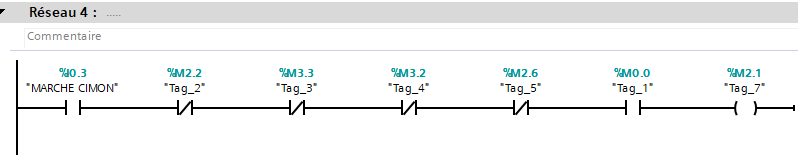 Réseau 4 : .....
Commentaire
%I0.3 %M2.2 %M3.3 %M3.2 %M2.6 %M0.0 %M2.1
"MARCHE CIMON" "Tag_2" "Tag_3" "Tag_4" "Tag_5" "Tag_1" "Tag_7"